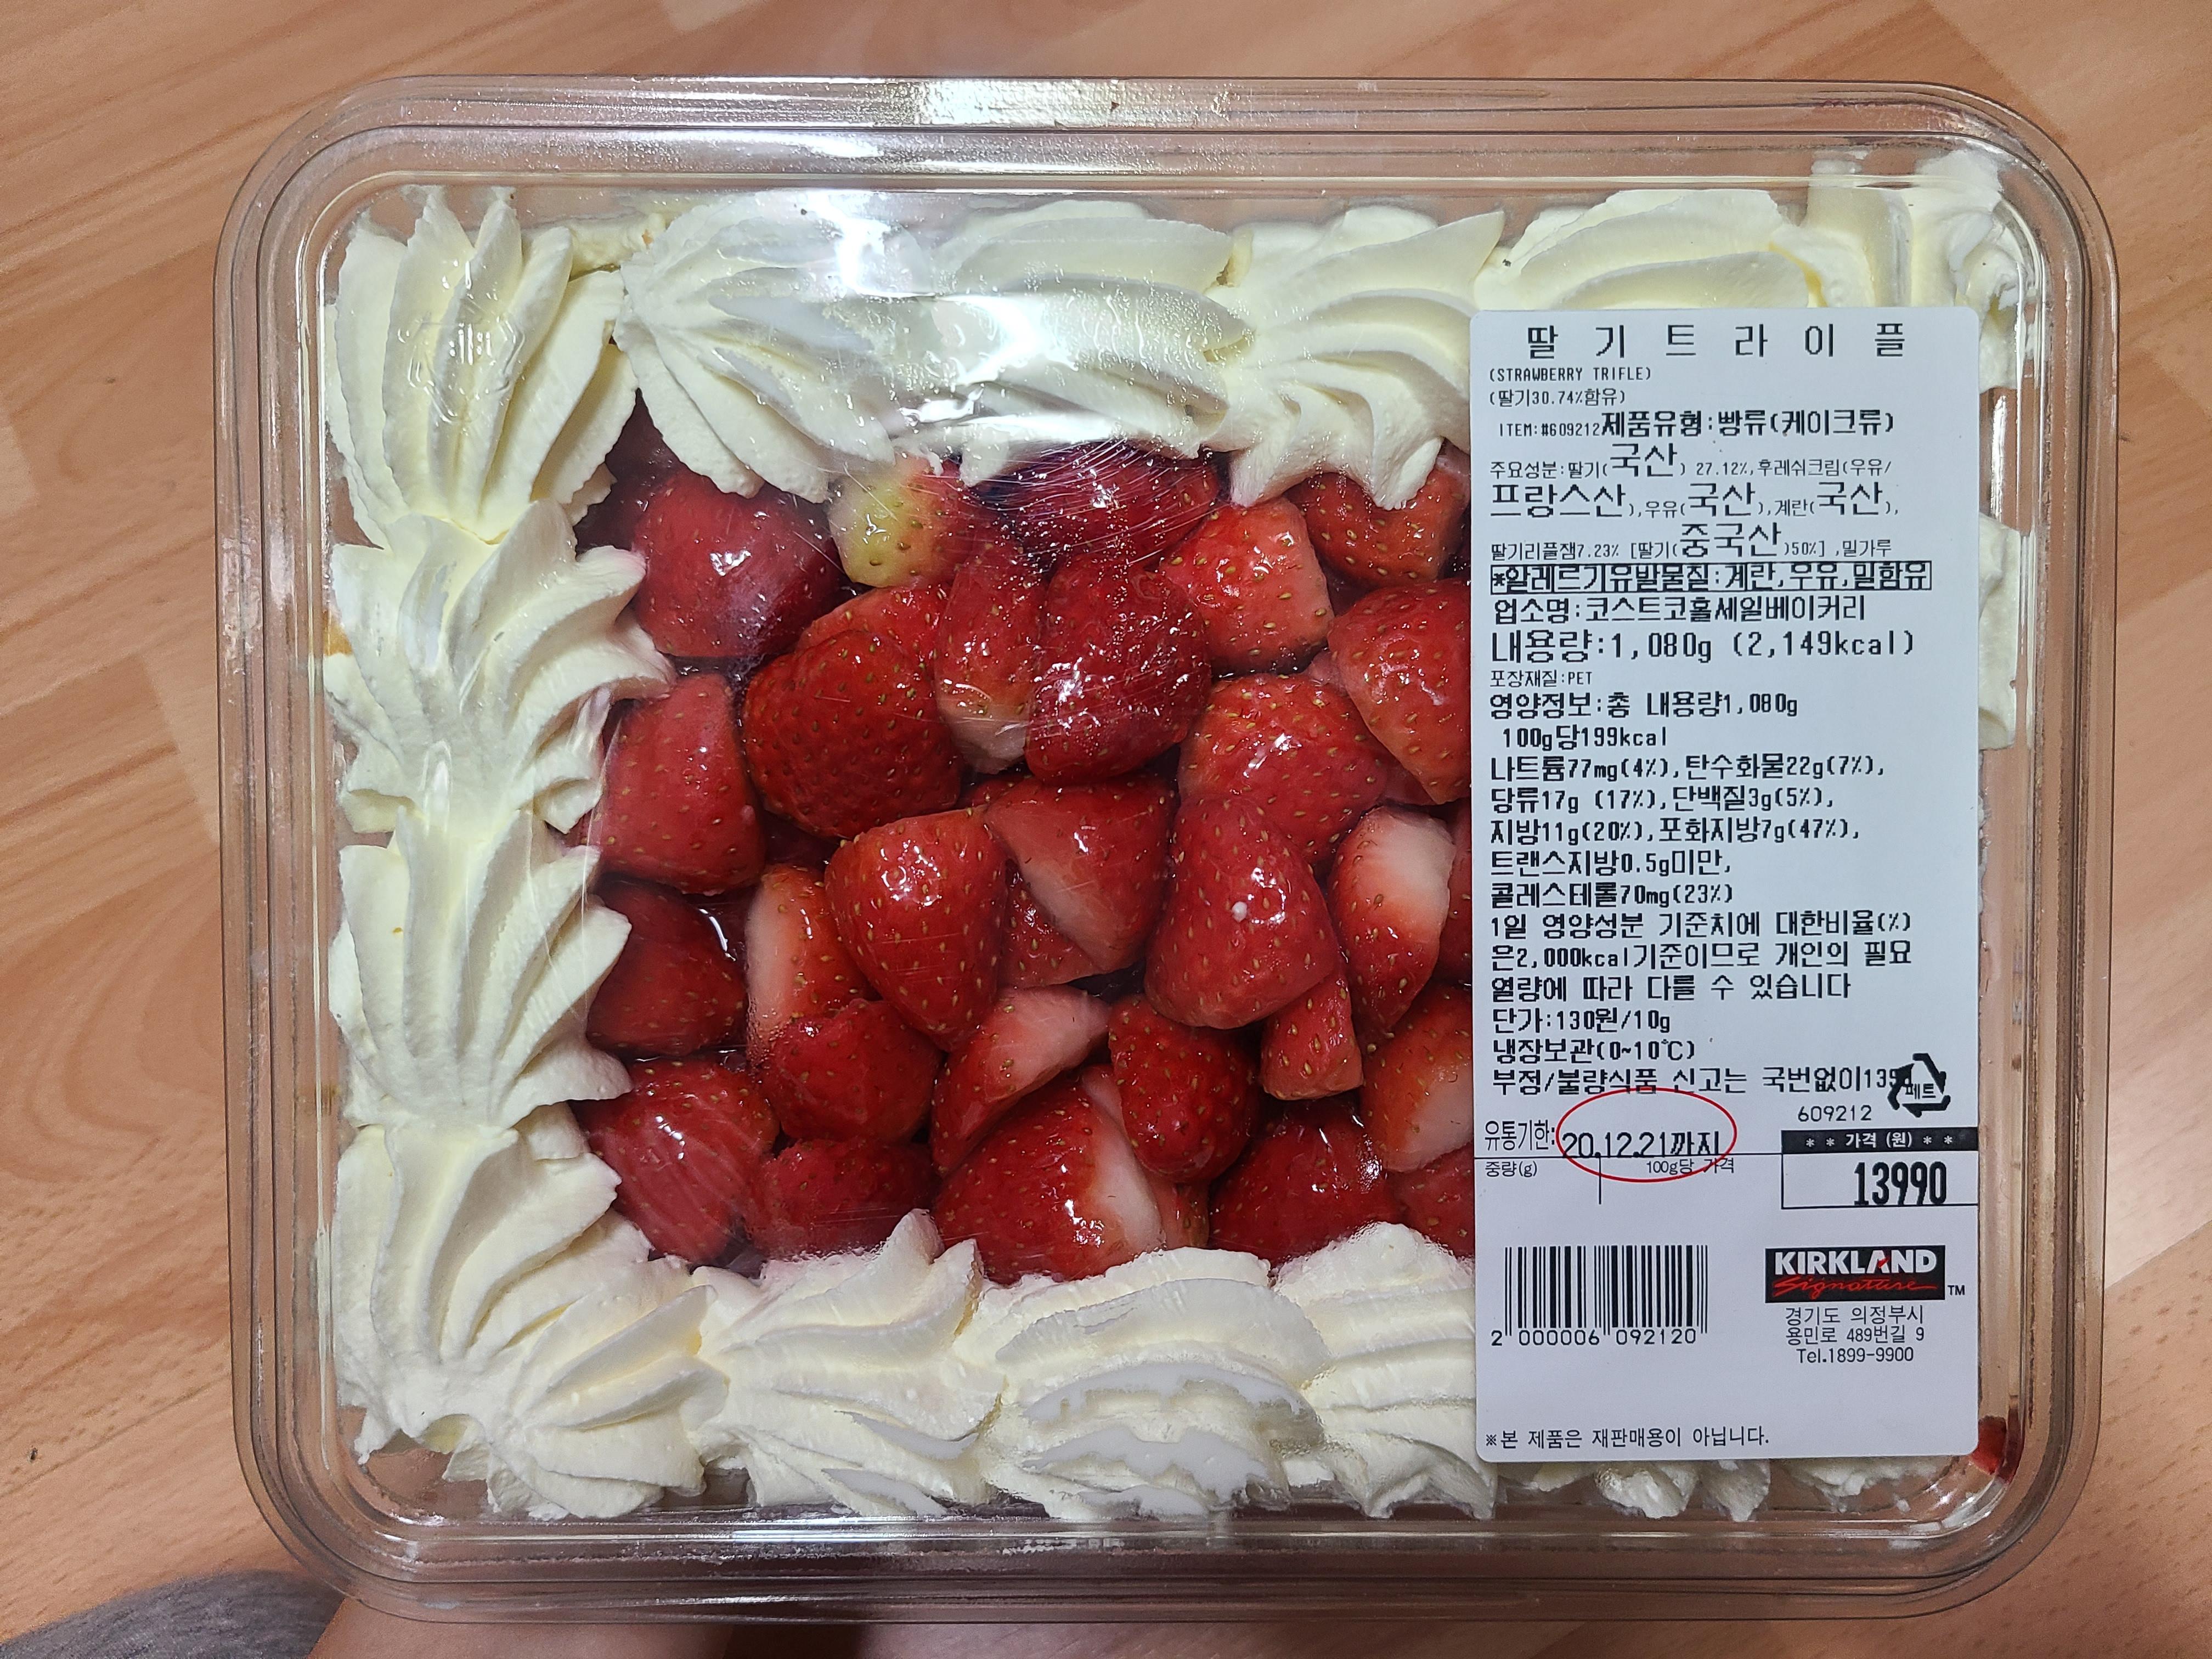 딸기트라이플
(STRAWBERRY TRIFLE)
(딸기30.74%함유)
ITEM:#609212제품유형:빵류(케이크류)
주요성분:딸기(국산) 27.12%,후레쉬크림(우유/
프랑스산),우유(국산),계란(국산),
딸기리플잼7.23% [딸기(중국산)50%] ,밀가루
*알레르기유발물질:계란,우유,밀함유
업소명:코스트코홀세일베이커리
내용량:1,080g (2,149kcal)
포장재질:PET
영양정보:총 내용량1,080g
100g당199kcal
나트륨77mg(4%),탄수화물22g(7%),
당류17g (17%),단백질3g(5%),
지방11g(20%),포화지방7g(47%),
트랜스지방0.5g미만,
콜레스테롤70mg(23%)
1일 영양성분 기준치에 대한비율(%)
은2,000kcal기준이므로 개인의 필요
열량에 따라 다를 수 있습니다
단가:130원/10g
냉장보관(0~10℃)
부정/불량식품 신고는 국번없이
페트
609212
유통기한: 20.12.21까지
** 가격 (원) **
중량(g) 100g당 가격
13990
2 000006 092120
KIRKLAND
Signature TM
경기도 의정부시
용민로 489번길 9
Tel.1899-9900
※본 제품은 재판매용이 아닙니다.